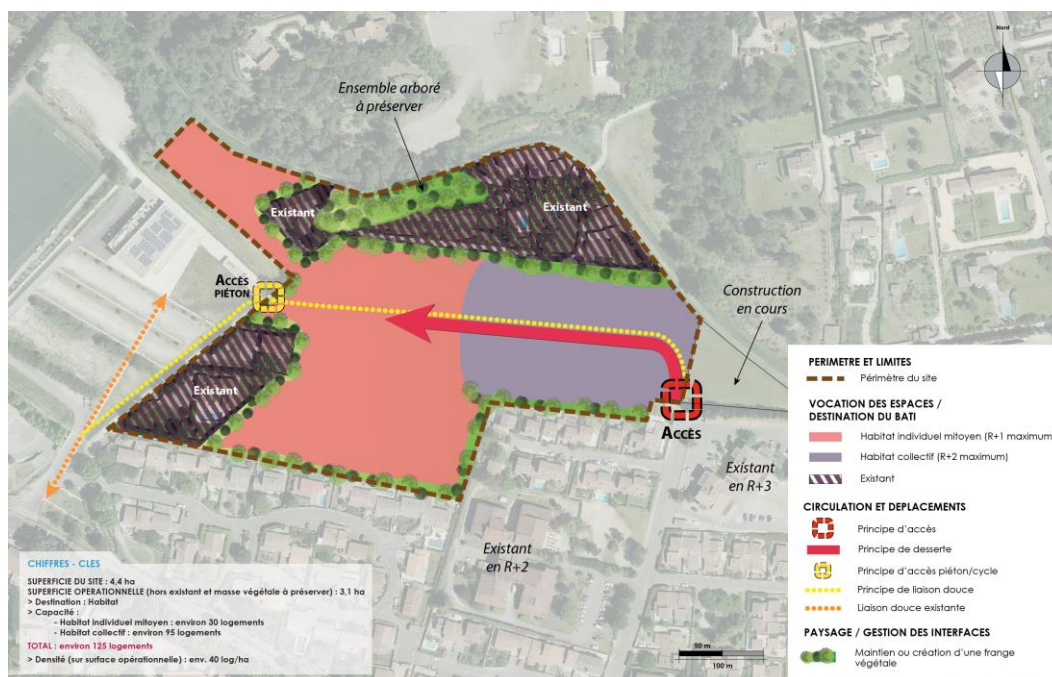 Nord
Ensemble arboré
à préserver
Existant
Existant
ACCÈS
PIÉTON
Construction
en cours
Existant
ACCÈS
Existant
en R+3
Existant
en R+2
50 m
100 m
CHIFFRES - CLES
SUPERFICIE DU SITE : 4,4 ha
SUPERFICIE OPERATIONNELLE (hors existant et masse végétale à préserver) : 3,1 ha
> Destination : Habitat
> Capacité :
- Habitat individuel mitoyen : environ 30 logements
- Habitat collectif : environ 95 logements
TOTAL : environ 125 logements
> Densité (sur surface opérationnelle) : env. 40 log/ha
PERIMETRE ET LIMITES
Périmètre du site
VOCATION DES ESPACES /
DESTINATION DU BATI
Habitat individuel mitoyen (R+1 maximum
Habitat collectif (R+2 maximum)
Existant
CIRCULATION ET DEPLACEMENTS
Principe d'accès
Principe de desserte
Principe d'accès piéton/cycle
Principe de liaison douce
Liaison douce existante
PAYSAGE / GESTION DES INTERFACES
Maintien ou création d'une frange
végétale